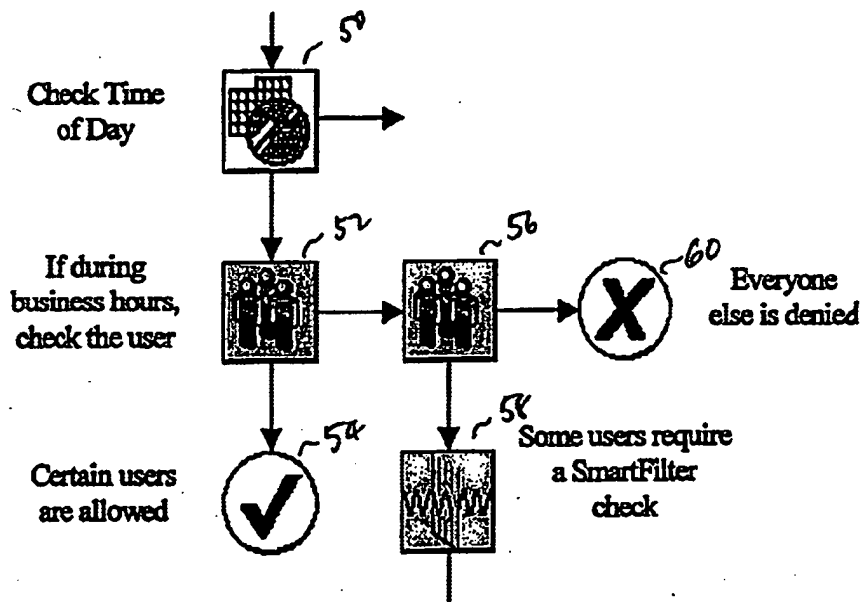 50
Check Time
of Day
52
56
60
If during
business hours,
check the user
Everyone
else is denied
54
58
Certain users
are allowed
Some users require
a SmartFilter
check